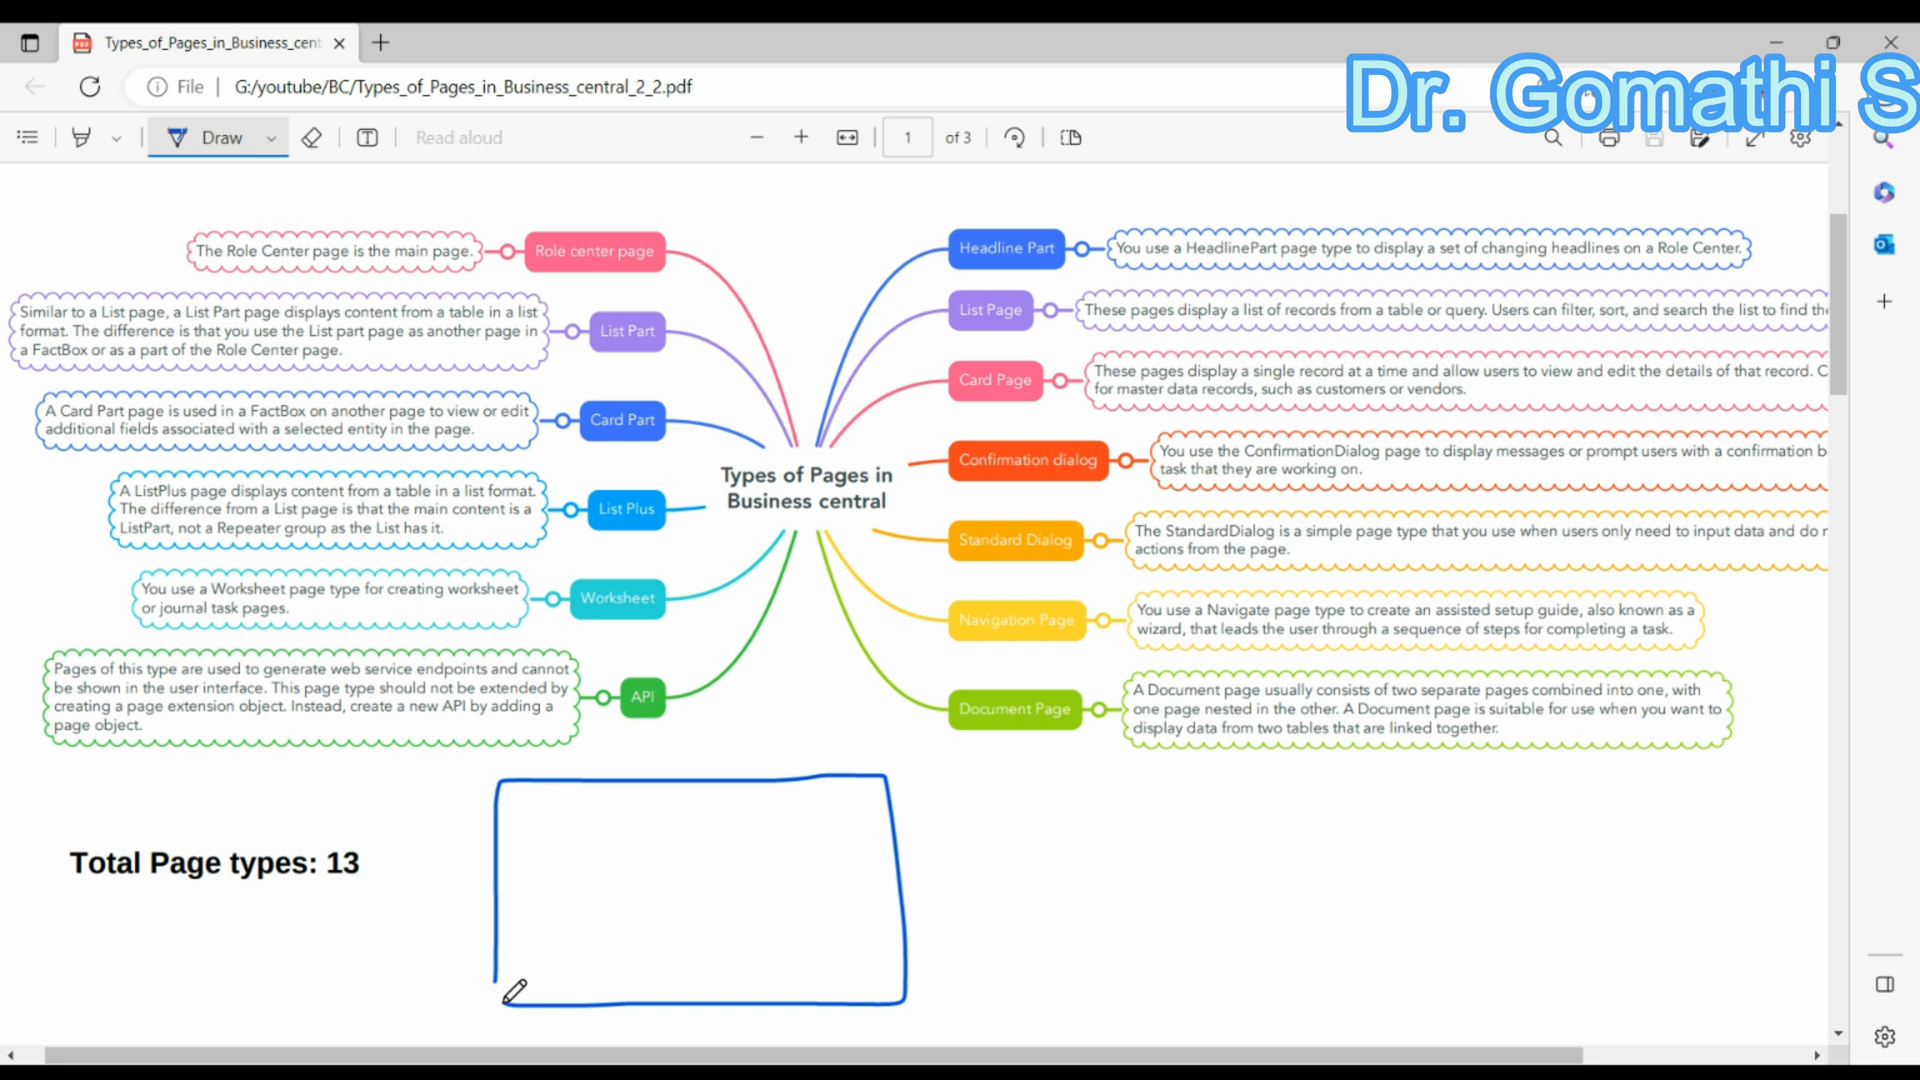 Types_of_Pages_in_Business_cent
File
G:/youtube/BC/Types_of_Pages_in_Business_central_2_2.pdf
Dr. Gomathi S
Draw
Read aloud
1
of 3
The Role Center page is the main page.
Role center page
Similar to a List page, a List Part page displays content from a table in a list
format. The difference is that you use the List part page as another page in
a FactBox or as a part of the Role Center page.
List Part
A Card Part page is used in a FactBox on another page to view or edit
additional fields associated with a selected entity in the page.
Card Part
A ListPlus page displays content from a table in a list format.
The difference from a List page is that the main content is a
ListPart, not a Repeater group as the List has it.
List Plus
You use a Worksheet page type for creating worksheet
or journal task pages.
Worksheet
Pages of this type are used to generate web service endpoints and cannot
be shown in the user interface. This page type should not be extended by
creating a page extension object. Instead, create a new API by adding a
page object.
API
Types of Pages in
Business central
Headline Part
You use a HeadlinePart page type to display a set of changing headlines on a Role Center.
List Page
These pages display a list of records from a table or query. Users can filter, sort, and search the list to find the
Card Page
These pages display a single record at a time and allow users to view and edit the details of that record. C
for master data records, such as customers or vendors.
Confirmation dialog
You use the ConfirmationDialog page to display messages or prompt users with a confirmation b
task that they are working on.
Standard Dialog
The StandardDialog is a simple page type that you use when users only need to input data and do
actions from the page.
Navigation Page
You use a Navigate page type to create an assisted setup guide, also known as a
wizard, that leads the user through a sequence of steps for completing a task.
Document Page
A Document page usually consists of two separate pages combined into one, with
one page nested in the other. A Document page is suitable for use when you want to
display data from two tables that are linked together.
Total Page types: 13